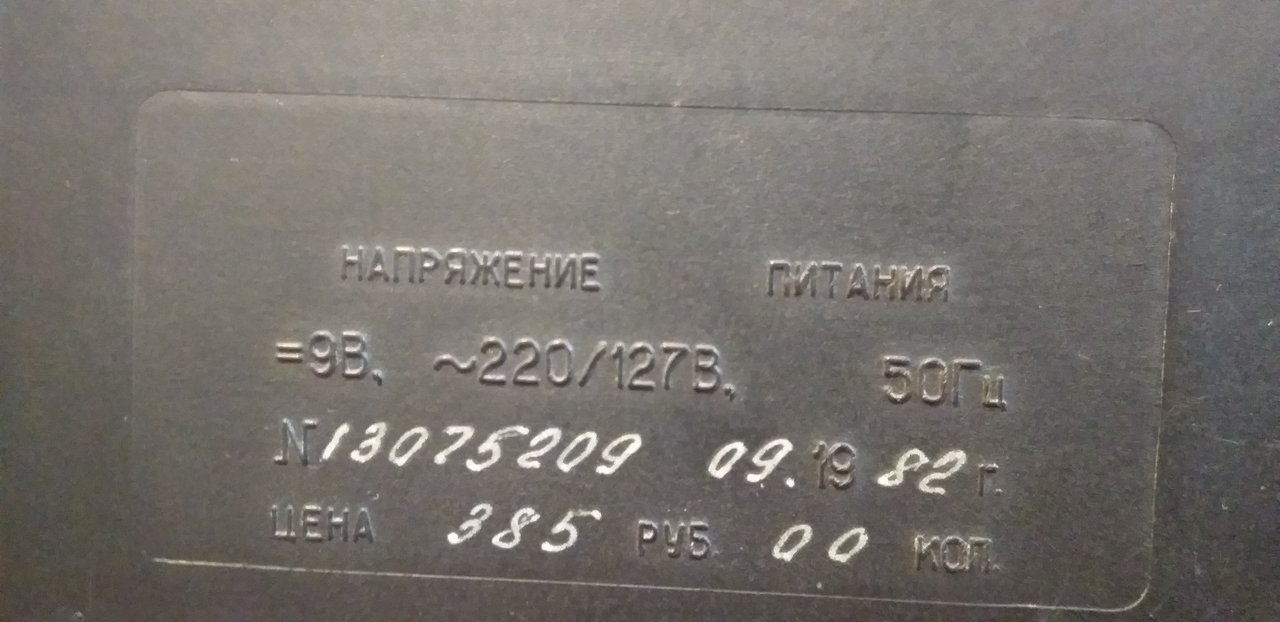 НАПРЯЖЕНИЕ ПИТАНИЯ
=9В, ~220/127В, 50Гц
N13075209 09.1982г.
ЦЕНА 385 РУБ. 00 КОП.